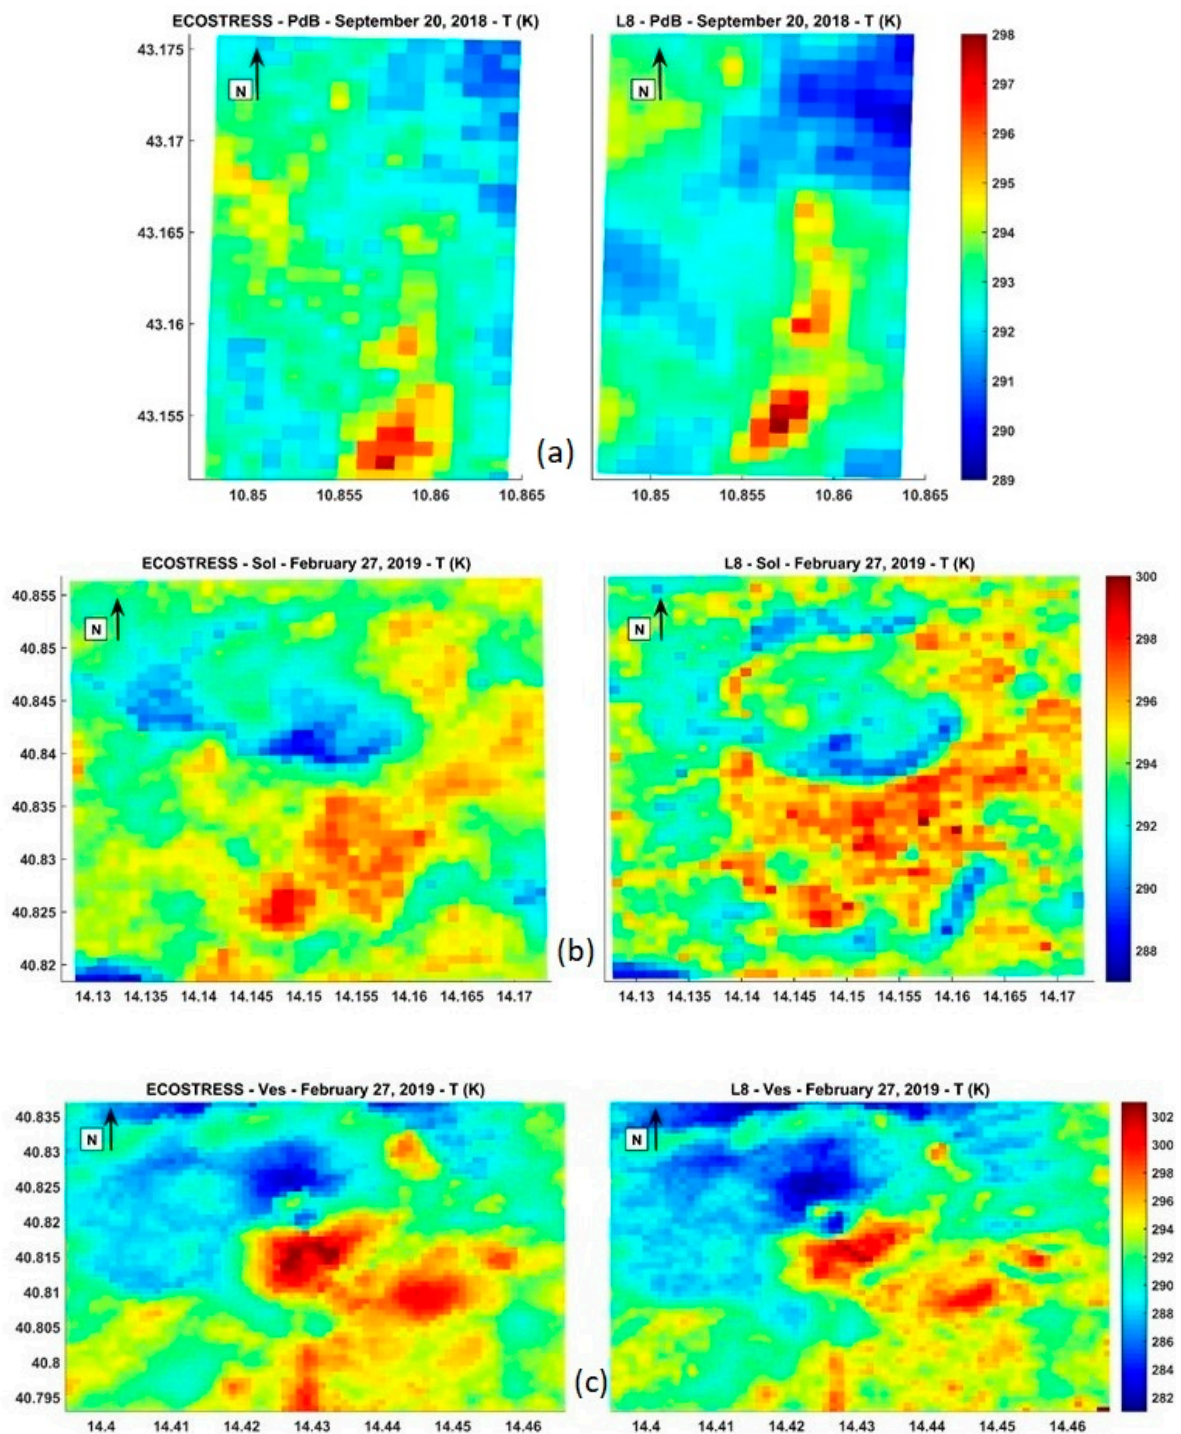 ECOSTRESS - PdB - September 20, 2018 - T (K)
L8 - PdB - September 20, 2018 - T (K)
43.175
43.17
43.165
43.16
43.155
N
N
298
297
296
295
294
293
292
291
290
289
10.85 10.855 10.86 10.865
(a)
10.85 10.855 10.86 10.865
ECOSTRESS - Sol - February 27, 2019 - T (K)
L8 - Sol - February 27, 2019 - T (K)
40.855
40.85
40.845
40.84
40.835
40.83
40.825
40.82
N
N
300
298
296
294
292
290
288
14.13 14.135 14.14 14.145 14.15 14.155 14.16 14.165 14.17
(b)
14.13 14.135 14.14 14.145 14.15 14.155 14.16 14.165 14.17
ECOSTRESS - Ves - February 27, 2019 - T (K)
L8 - Ves - February 27, 2019 - T (K)
40.835
40.83
40.825
40.82
40.815
40.81
40.805
40.8
40.795
N
N
302
300
298
296
294
292
290
288
286
284
282
14.4 14.41 14.42 14.43 14.44 14.45 14.46
(c)
14.4 14.41 14.42 14.43 14.44 14.45 14.46